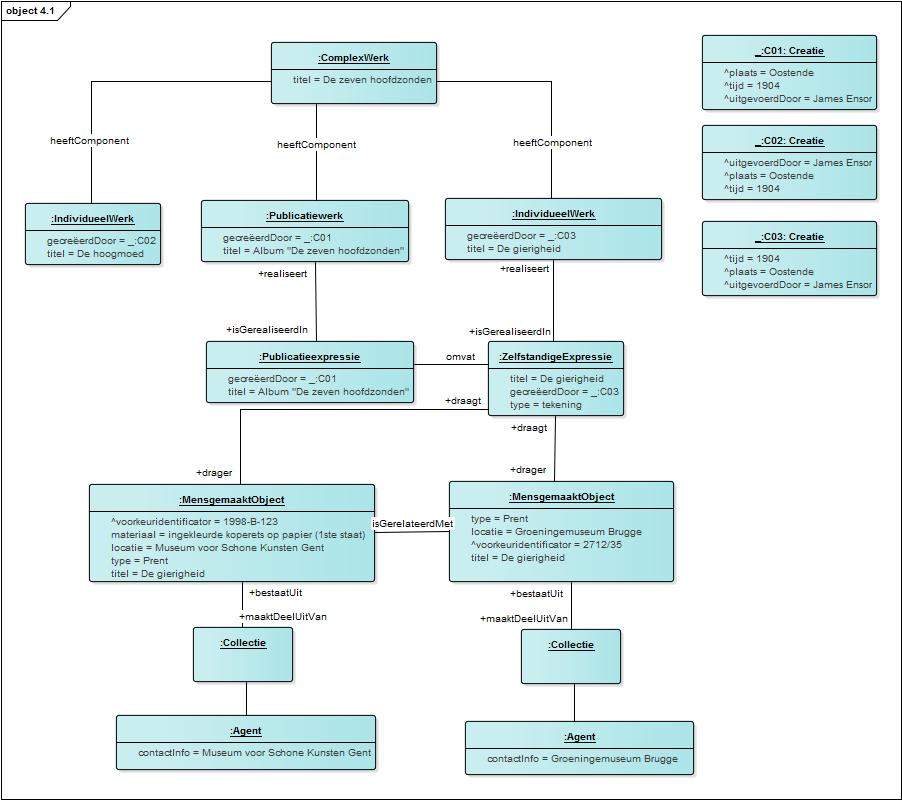 object 4.1
:ComplexWerk
titel = De zeven hoofdzonden
_:C01: Creatie
^plaats = Oostende
^tijd = 1904
^uitgevoerdDoor = James Ensor
_:C02: Creatie
^uitgevoerdDoor = James Ensor
^plaats = Oostende
^tijd = 1904
_:C03: Creatie
^tijd = 1904
^plaats = Oostende
^uitgevoerdDoor = James Ensor
heeftComponent
heeftComponent
heeftComponent
:IndividueelWerk
gecreëerdDoor = _:C02
titel = De hoogmoed
:Publicatiewerk
gecreëerdDoor = _:C01
titel = Album "De zeven hoofdzonden"
:IndividueelWerk
gecreëerdDoor = _:C03
titel = De gierigheid
+realiseert
+realiseert
+isGerealiseerdIn
+isGerealiseerdIn
:Publicatieexpressie
gecreëerdDoor = _:C01
titel = Album "De zeven hoofdzonden"
omvat
:ZelfstandigeExpressie
titel = De gierigheid
gecreëerdDoor = _:C03
type = tekening
+draagt
+draagt
+drager
+drager
:MensgemaaktObject
^voorkeuridentificator = 1998-B-123
materiaal = ingekleurde koperets op papier (1ste staat)
locatie = Museum voor Schone Kunsten Gent
type = Prent
titel = De gierigheid
isGerelateerdMet
:MensgemaaktObject
type = Prent
locatie = Groeningemuseum Brugge
^voorkeuridentificator = 2712/35
titel = De gierigheid
+bestaatUit
+bestaatUit
+maaktDeelUitVan
+maaktDeelUitVan
:Collectie
:Collectie
:Agent
contactInfo = Museum voor Schone Kunsten Gent
:Agent
contactInfo = Groeningemuseum Brugge